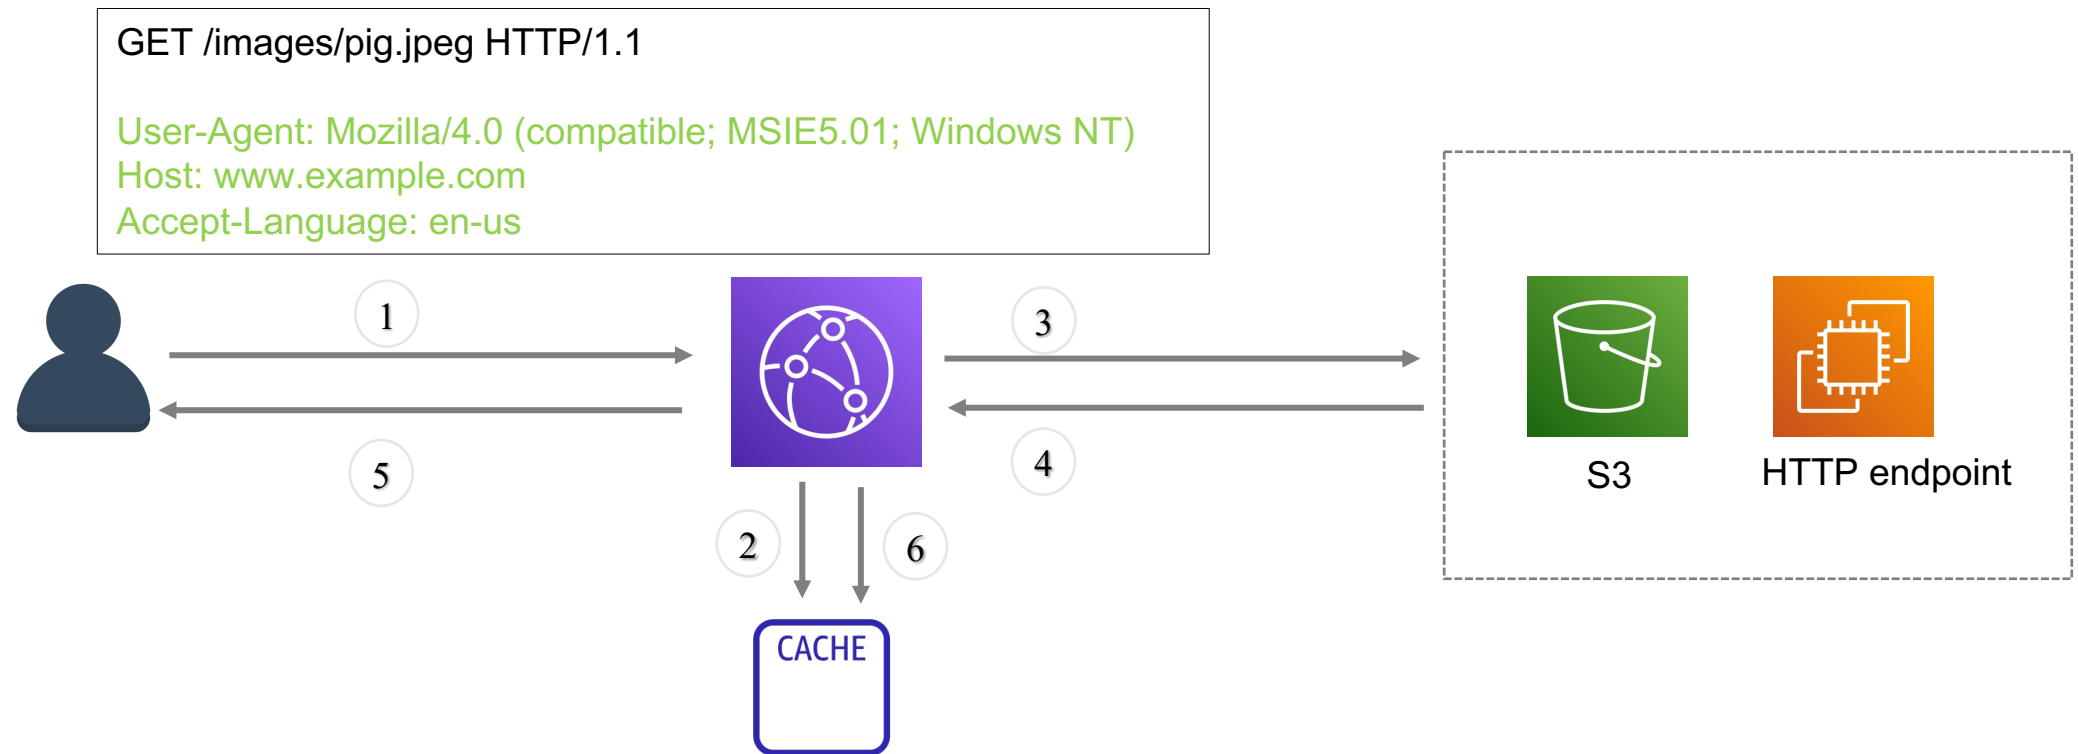 GET /images/pig.jpeg HTTP/1.1
User-Agent: Mozilla/4.0 (compatible; MSIE5.01; Windows NT)
Host: www.example.com
Accept-Language: en-us
1
3
5
4
S3
HTTP endpoint
2
6
CACHE